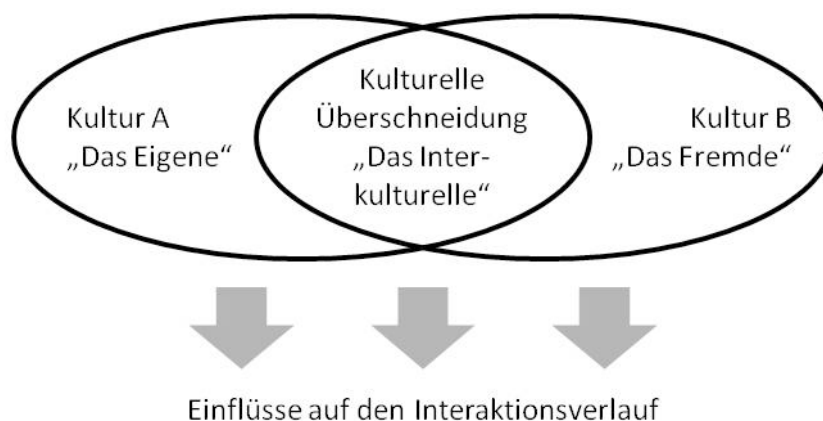 Kulturelle
Überschneidung
„Das Inter-
kulturelle“
Kultur A
„Das Eigene“
Kultur B
„Das Fremde“
Einflüsse auf den Interaktionsverlauf